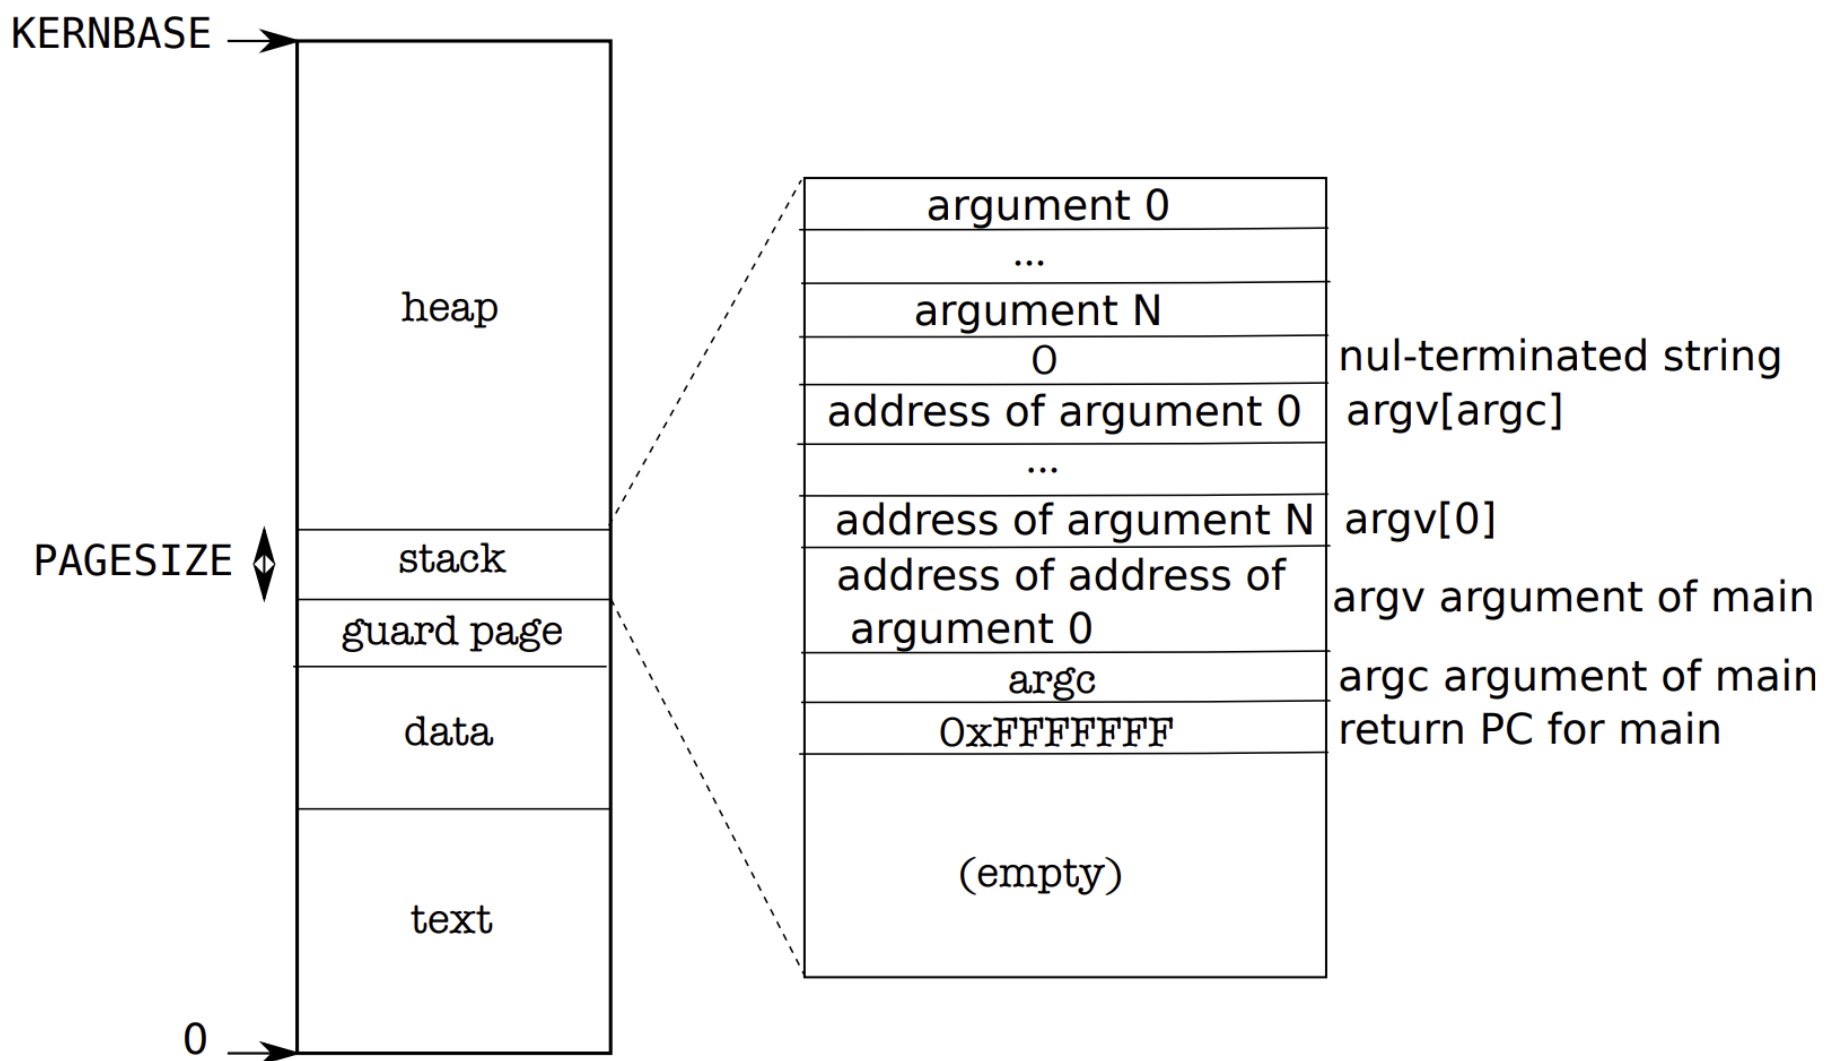 KERNBASE
heap
PAGESIZE
stack
guard page
data
text
0
argument 0
...
argument N
0 nul-terminated string
address of argument 0 argv[argc]
...
address of argument N argv[0]
address of address of
argument 0
argv argument of main
argc argc argument of main
0xFFFFFFF return PC for main
(empty)